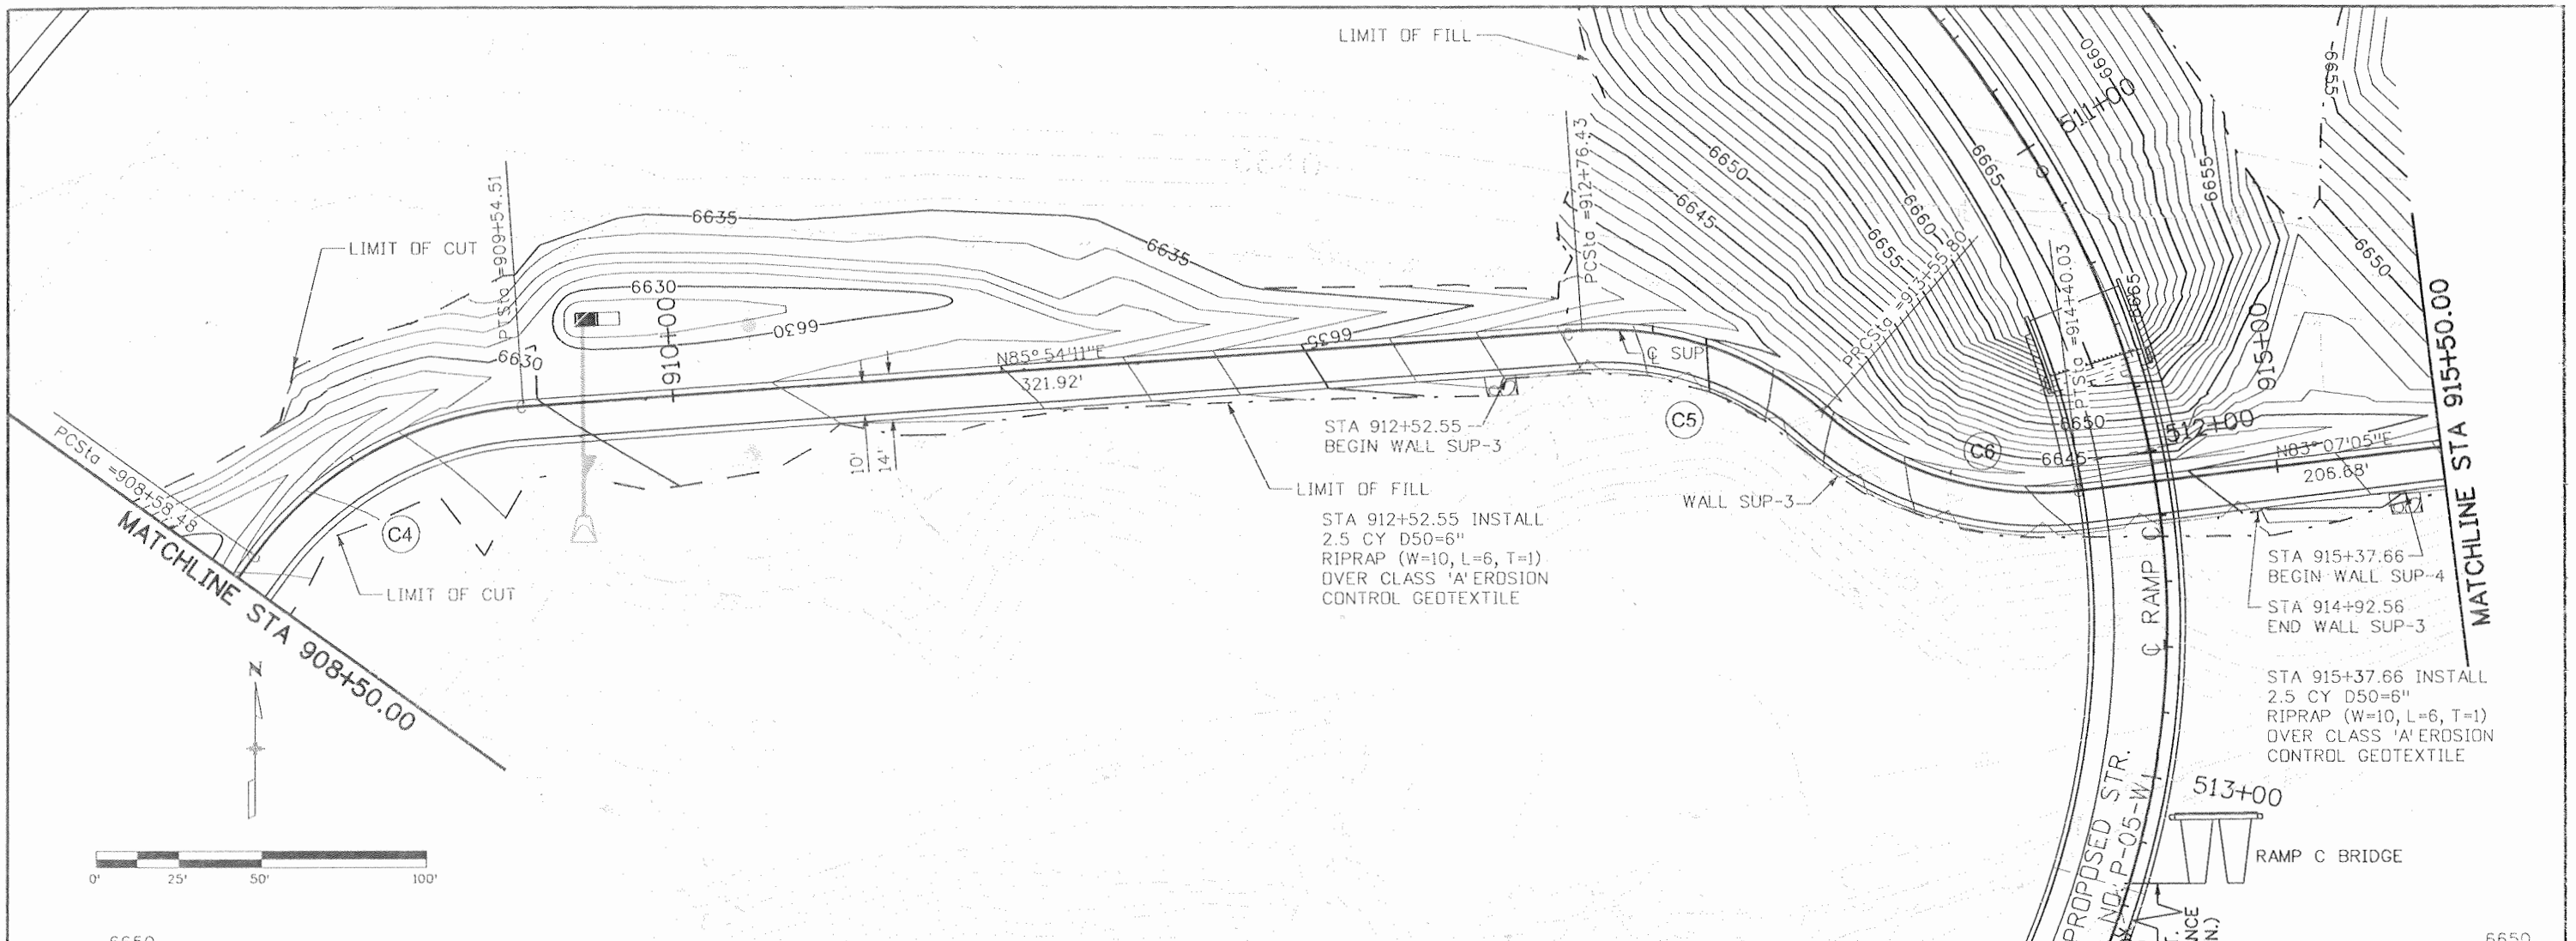 LIMIT OF FILL
6655
6660
511+00
PCSta =912+76.43
6640
6650
6665
6655
PTSta =909+54.51
6635
6645
6660
LIMIT OF CUT
6635
6655
PRCSta =913+55.80
PTSta =914+40.03
6650
6630
910+00
6630
6665
915+00
MATCHLINE STA 915+50.00
6630
N85°54'11"E
321.92'
6635
℄ SUP
10'
14'
STA 912+52.55
BEGIN WALL SUP-3
C5
6650
512+00
C6
6645
N83°07'05"E
206.68'
PCSta =908+58.48
MATCHLINE STA 908+50.00
C4
LIMIT OF CUT
LIMIT OF FILL
STA 912+52.55 INSTALL
2.5 CY D50=6"
RIPRAP (W=10, L=6, T=1)
OVER CLASS 'A' EROSION
CONTROL GEOTEXTILE
WALL SUP-3
℄ RAMP C
STA 915+37.66
BEGIN WALL SUP-4
STA 914+92.56
END WALL SUP-3
STA 915+37.66 INSTALL
2.5 CY D50=6"
RIPRAP (W=10, L=6, T=1)
OVER CLASS 'A' EROSION
CONTROL GEOTEXTILE
N
0'
25'
50'
100'
PROPOSED STR.
NO. P-05-W
513+00
RAMP C BRIDGE
6650
6650